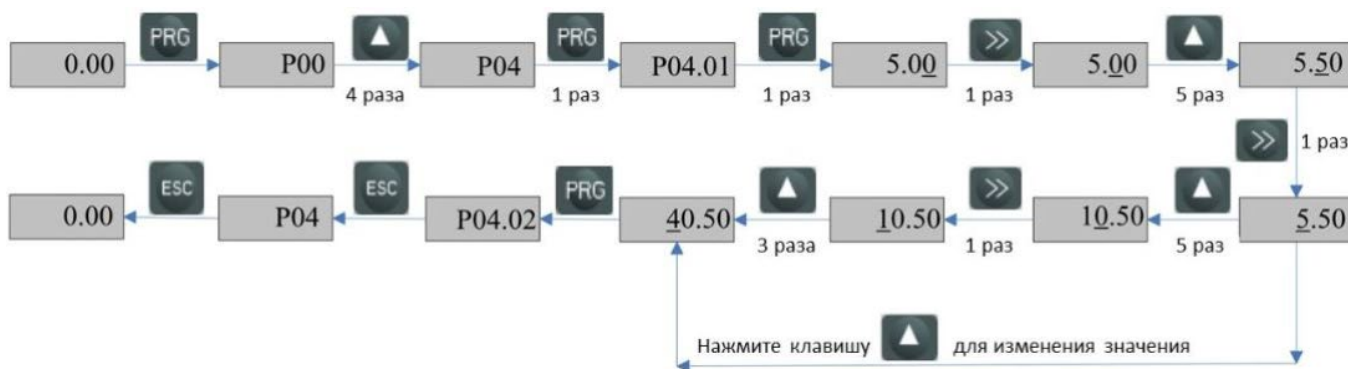 PRG ▲ PRG PRG >> ▲
0.00 P00 P04 P04.01 5.00 5.00 5.50
4 раза 1 раз 1 раз 1 раз 5 раз
>> 1 раз
ESC ESC PRG ▲ >> ▲
0.00 P04 P04.02 40.50 10.50 10.50 5.50
3 раза 1 раз 5 раз
Нажмите клавишу ▲ для изменения значения